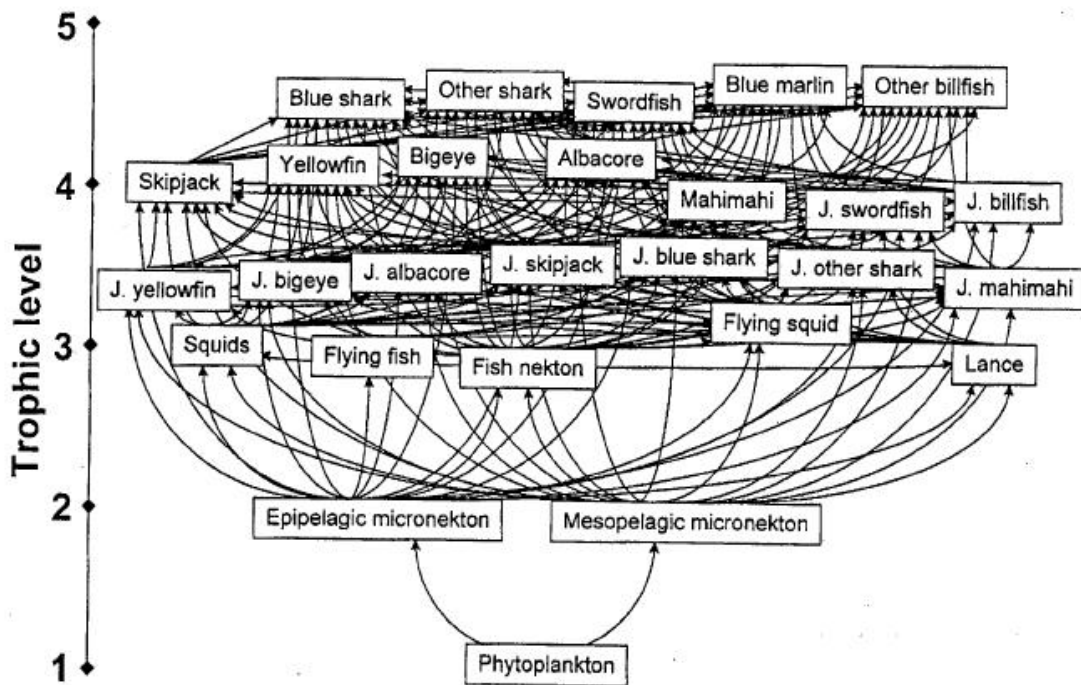 5
Blue shark
Other shark
Swordfish
Blue marlin
Other billfish
Skipjack
Yellowfin
Bigeye
Albacore
4
Mahimahi
J. swordfish
J. billfish
J. yellowfin
J. bigeye
J. albacore
J. skipjack
J. blue shark
J. other shark
J. mahimahi
Trophic level
3
Squids
Flying fish
Fish nekton
Flying squid
Lance
2
Epipelagic micronekton
Mesopelagic micronekton
1
Phytoplankton